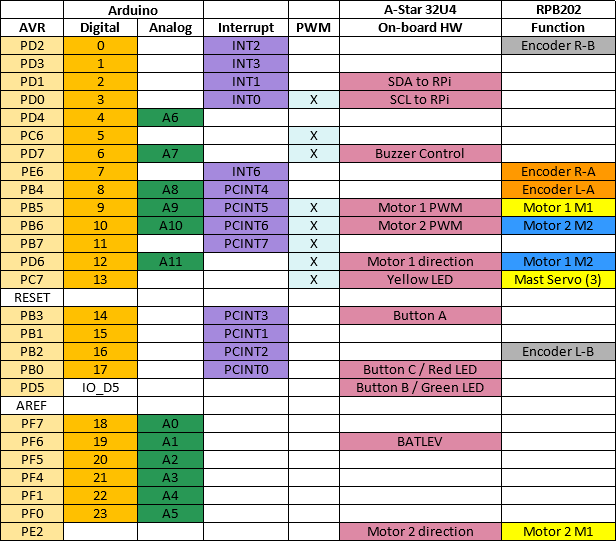 Arduino A-Star 32U4 RPB202
AVR Digital Analog Interrupt PWM On-board HW Function
PD2 0 INT2 Encoder R-B
PD3 1 INT3
PD1 2 INT1 SDA to RPi
PD0 3 INT0 X SCL to RPi
PD4 4 A6
PC6 5 X
PD7 6 A7 X Buzzer Control
PE6 7 INT6 Encoder R-A
PB4 8 A8 PCINT4 Encoder L-A
PB5 9 A9 PCINT5 X Motor 1 PWM Motor 1 M1
PB6 10 A10 PCINT6 X Motor 2 PWM Motor 2 M2
PB7 11 PCINT7 X
PD6 12 A11 X Motor 1 direction Motor 1 M2
PC7 13 X Yellow LED Mast Servo (3)
RESET
PB3 14 PCINT3 Button A
PB1 15 PCINT1
PB2 16 PCINT2 Encoder L-B
PB0 17 PCINT0 Button C / Red LED
PD5 IO_D5 Button B / Green LED
AREF
PF7 18 A0
PF6 19 A1 BATLEV
PF5 20 A2
PF4 21 A3
PF1 22 A4
PF0 23 A5
PE2 Motor 2 direction Motor 2 M1